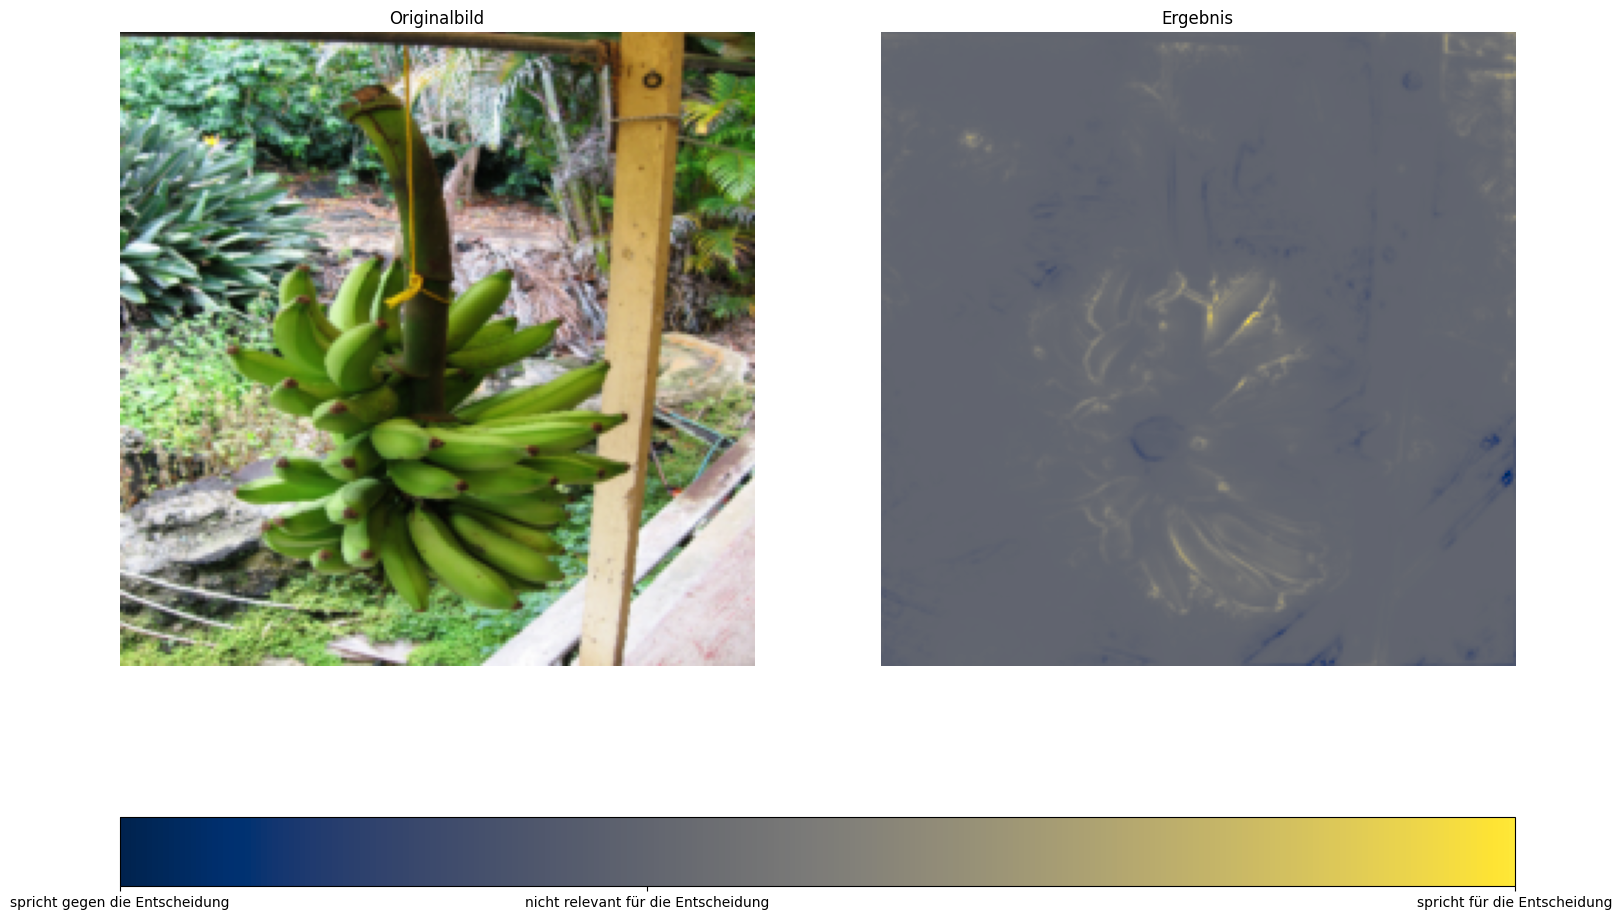 Originalbild
Ergebnis
spricht gegen die Entscheidung
nicht relevant für die Entscheidung
spricht für die Entscheidung